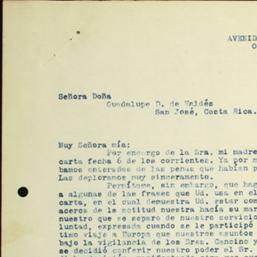 AVENID
Señora Doña
Guadalupe D. de Valdés
San José, Costa Rica.
Muy Señora mía:
Por encargo de la Sra. mi madre
carta fecha 6 de los corrientes. Ya por m
bamos enterados de las penas que habían p
Las deploramos muy sinceramente.
Permítame, sin embargo, que hag
a algunas de las frases que Ud. usa en el
carta, en el cual demuestra Ud. estar com
acerca de la actitud nuestra hacia su mar
nuestro que se separó de nuestro servicio
luntad, expresada cuando se le participó
timo viaje a Europa que nuestros asuntos
bajo la vigilancia de los Sres. Cancino y
se decidió conferir nuestro poder el Sr.